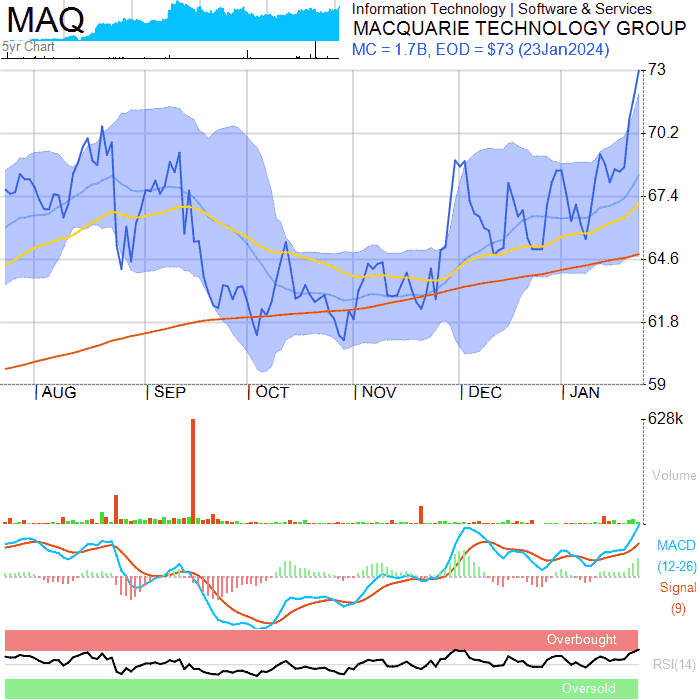 MAQ
5yr Chart
Information Technology | Software & Services
MACQUARIE TECHNOLOGY GROUP
MC = 1.7B, EOD = $73 (23Jan2024)
73
70.2
67.4
64.6
61.8
59
AUG
SEP
OCT
NOV
DEC
JAN
628k
Volume
MACD
(12-26)
Signal
(9)
Overbought
RSI(14)
Oversold